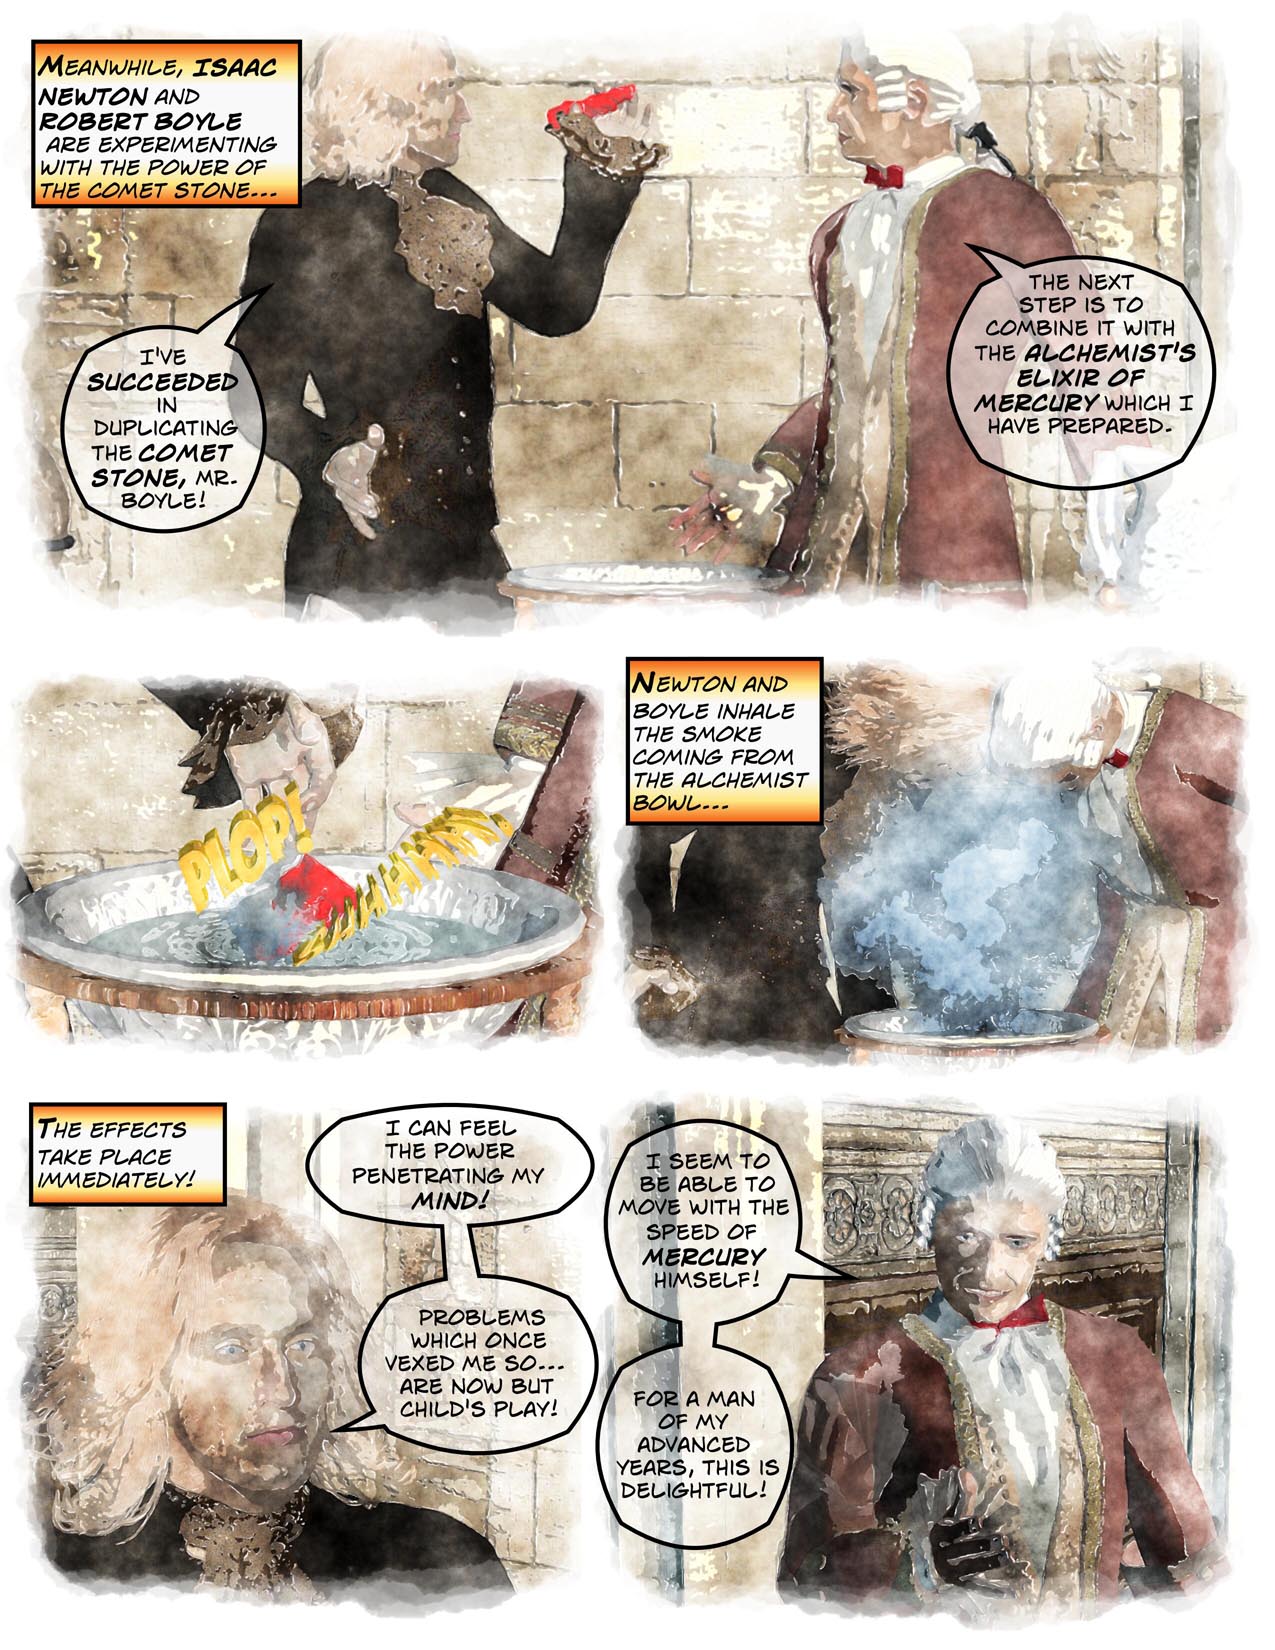 MEANWHILE, ISAAC
NEWTON AND
ROBERT BOYLE
ARE EXPERIMENTING
WITH THE POWER OF
THE COMET STONE...
I'VE
SUCCEEDED
IN
DUPLICATING
THE COMET
STONE, MR.
BOYLE!
THE NEXT
STEP IS TO
COMBINE IT WITH
THE ALCHEMIST'S
ELIXIR OF
MERCURY WHICH I
HAVE PREPARED.
PLOP!
NEWTON AND
BOYLE INHALE
THE SMOKE
COMING FROM
THE ALCHEMIST
BOWL...
THE EFFECTS
TAKE PLACE
IMMEDIATELY!
I CAN FEEL
THE POWER
PENETRATING MY
MIND!
PROBLEMS
WHICH ONCE
VEXED ME SO...
ARE NOW BUT
CHILD'S PLAY!
I SEEM TO
BE ABLE TO
MOVE WITH THE
SPEED OF
MERCURY
HIMSELF!
FOR A MAN
OF MY
ADVANCED
YEARS, THIS IS
DELIGHTFUL!